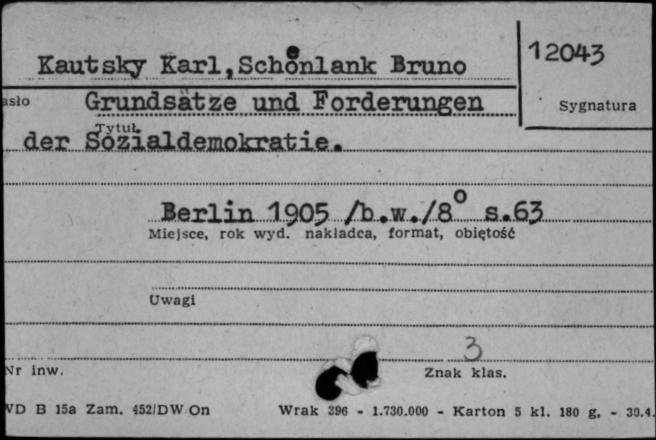 Kautsky Karl, Schönlank Bruno
12043
asło
Grundsätze und Forderungen
Sygnatura
Tytuł
der Sozialdemokratie.
Berlin 1905 /b.w./8° s.63
Miejsce, rok wyd. nakładca, format, obiętość
Uwagi
3
Nr inw.
Znak klas.
VD B 15a Zam. 452/DW On
Wrak 396 - 1.730.000 - Karton 5 kl. 180 g. - 30.4.